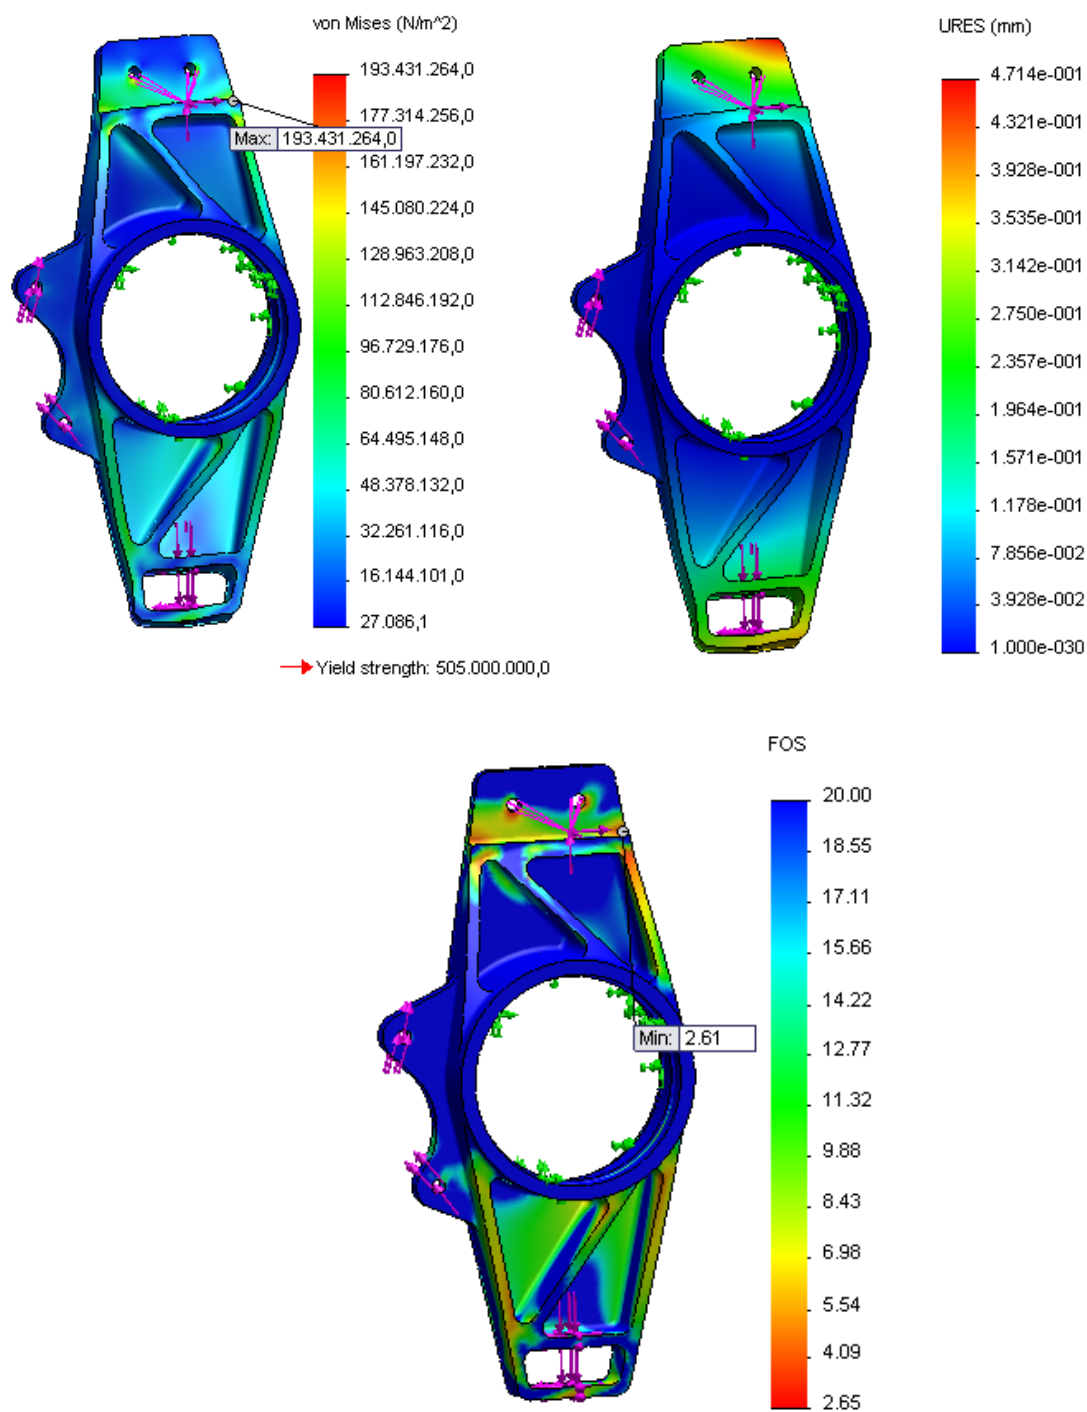 von Mises (N/m^2)
193.431.264,0
177.314.256,0
161.197.232,0
145.080.224,0
128.963.208,0
112.846.192,0
96.729.176,0
80.612.160,0
64.495.148,0
48.378.132,0
32.261.116,0
16.144.101,0
27.086,1
Max: 193.431.264,0
Yield strength: 505.000.000,0
URES (mm)
4.714e-001
4.321e-001
3.928e-001
3.535e-001
3.142e-001
2.750e-001
2.357e-001
1.964e-001
1.571e-001
1.178e-001
7.856e-002
3.928e-002
1.000e-030
FOS
20.00
18.55
17.11
15.66
14.22
12.77
11.32
9.88
8.43
6.98
5.54
4.09
2.65
Min: 2.61